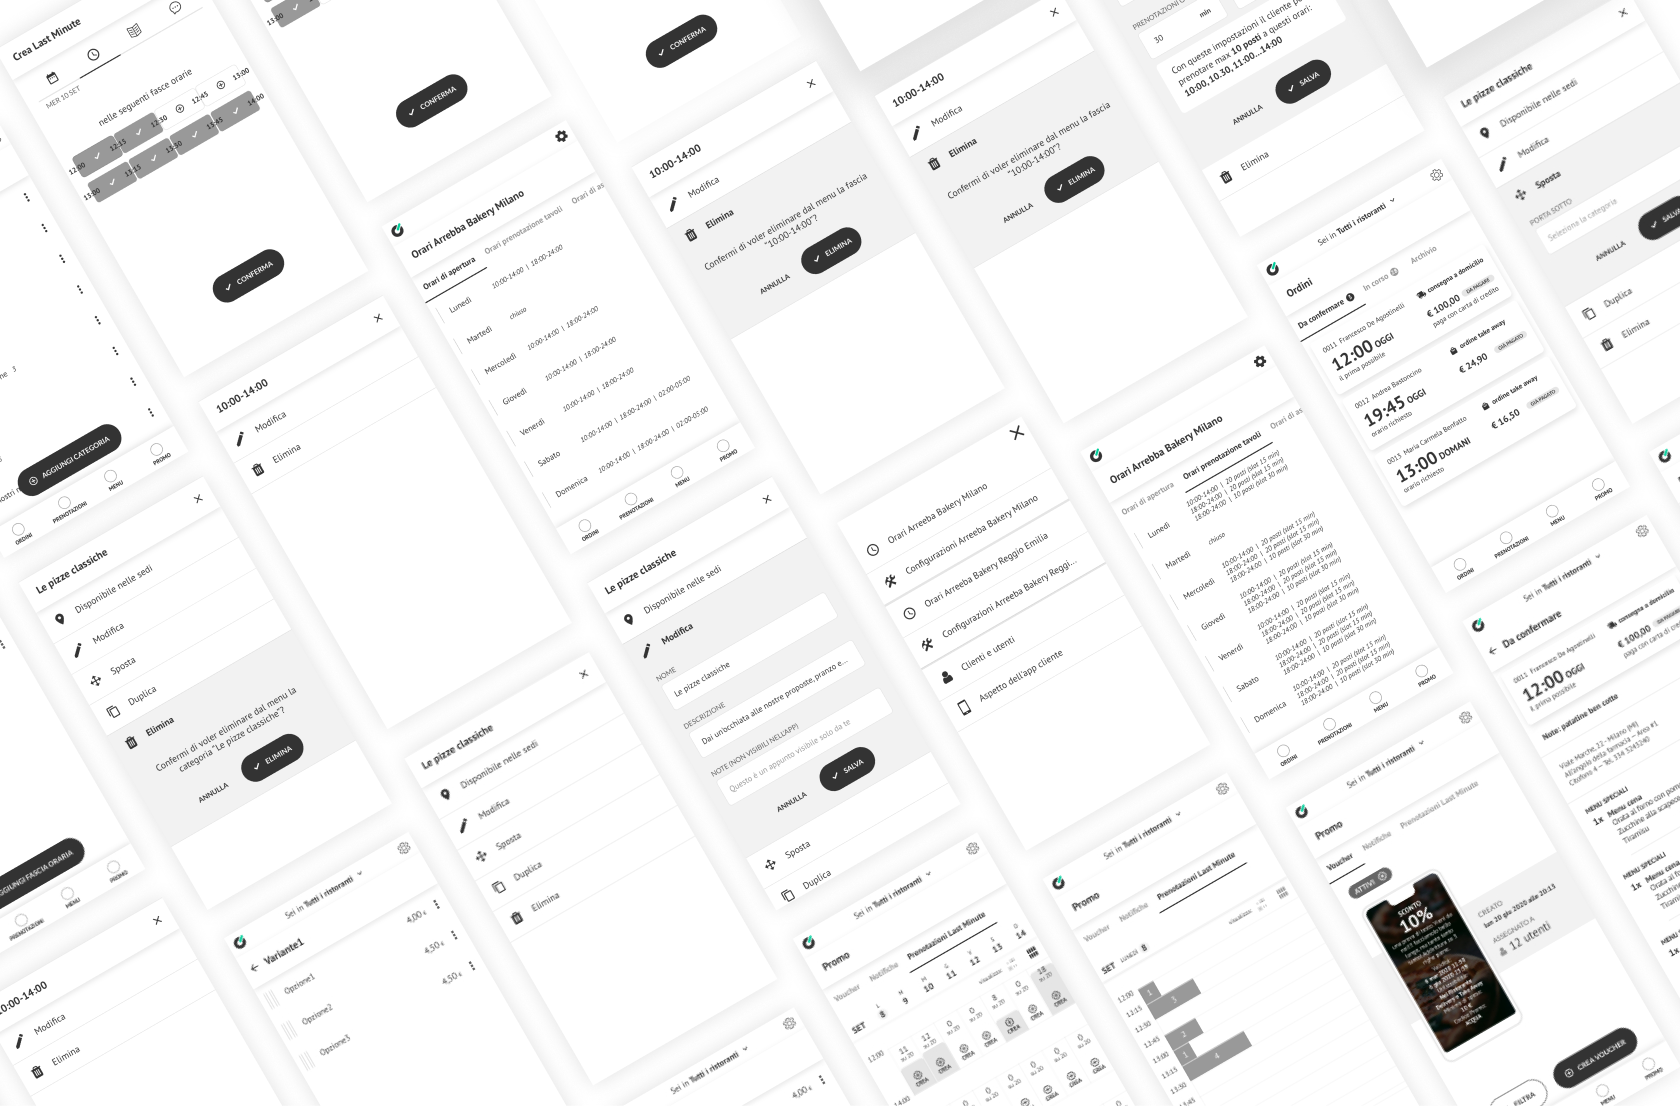 Crea Last Minute
MER 10 SET
nelle seguenti fasce orarie
12:00
12:15
12:30
12:45
13:00
13:00
13:15
13:30
13:45
14:00
CONFERMA
CONFERMA
CONFERMA
AGGIUNGI CATEGORIA
ORDINI
PRENOTAZIONI
MENU
PROMO
Le pizze classiche
Disponibile nelle sedi
Modifica
Sposta
Duplica
Elimina
Confermi di voler eliminare dal menu la
categoria "Le pizze classiche"?
ANNULLA
ELIMINA
FASCIA ORARIA
PRENOTAZIONI
MENU
PROMO
10:00-14:00
Modifica
Elimina
10:00-14:00
Modifica
Elimina
Sei in Tutti i ristoranti
Variante1
Opzione1
4,00 €
Opzione2
4,50 €
Opzione3
4,50 €
Orari Arrebba Bakery Milano
Orari di apertura
Orari prenotazione tavoli
Orari di as
Lunedì
10:00-14:00 | 18:00-24:00
Martedì
chiuso
Mercoledì
10:00-14:00 | 18:00-24:00
Giovedì
10:00-14:00 | 18:00-24:00
Venerdì
10:00-14:00 | 18:00-24:00
Sabato
10:00-14:00 | 18:00-24:00 | 02:00-05:00
Domenica
10:00-14:00 | 18:00-24:00 | 02:00-05:00
ORDINI
PRENOTAZIONI
MENU
PROMO
Le pizze classiche
Disponibile nelle sedi
Modifica
Sposta
Duplica
Elimina
Sei in Tutti i ristoranti
4,00 €
10:00-14:00
Modifica
Elimina
Confermi di voler eliminare dal menu la fascia
"10:00-14:00"?
ANNULLA
ELIMINA
Le pizze classiche
Disponibile nelle sedi
Modifica
NOME
Le pizze classiche
DESCRIZIONE
Dai un'occhiata alle nostre proposte, pranzo e...
NOTE (NON VISIBILI NELL'APP)
Questo è un appunto visibile solo da te
ANNULLA
SALVA
Sposta
Duplica
Sei in Tutti i ristoranti
Promo
Voucher
Notifiche
Prenotazioni Last Minute
SET
8
9
10
11
12
13
14
12:00
CREA
14:00
10:00-14:00
Modifica
Elimina
Confermi di voler eliminare dal menu la fascia
"10:00-14:00"?
ANNULLA
ELIMINA
Orari Arreeba Bakery Milano
Configurazioni Arreeba Bakery Milano
Orari Arreeba Bakery Reggio Emilia
Configurazioni Arreeba Bakery Reggi...
Clienti e utenti
Aspetto dell'app cliente
Sei in Tutti i ristoranti
Promo
Voucher
Notifiche
Prenotazioni Last Minute
SET
LUNEDÌ 8
12:00
1
12:15
3
12:30
12:45
2
13:00
1
13:15
4
13:30
13:45
30
min
Con queste impostazioni il cliente
prenotare max 10 posti a questi orari:
10:00, 10.30, 11:00...14:00
ANNULLA
SALVA
Elimina
Orari Arrebba Bakery Milano
Orari di apertura
Orari prenotazione tavoli
Orari di as
Lunedì
10:00-14:00 | 20 posti (slot 15 min)
18:00-24:00 | 20 posti (slot 15 min)
18:00-24:00 | 10 posti (slot 30 min)
Martedì
chiuso
Mercoledì
10:00-14:00 | 20 posti (slot 15 min)
18:00-24:00 | 20 posti (slot 15 min)
18:00-24:00 | 10 posti (slot 30 min)
Giovedì
10:00-14:00 | 20 posti (slot 15 min)
18:00-24:00 | 20 posti (slot 15 min)
18:00-24:00 | 10 posti (slot 30 min)
Venerdì
10:00-14:00 | 20 posti (slot 15 min)
18:00-24:00 | 20 posti (slot 15 min)
18:00-24:00 | 10 posti (slot 30 min)
Sabato
10:00-14:00 | 20 posti (slot 15 min)
18:00-24:00 | 20 posti (slot 15 min)
18:00-24:00 | 10 posti (slot 30 min)
Domenica
ORDINI
PRENOTAZIONI
MENU
PROMO
Sei in Tutti i ristoranti
Promo
Voucher
Notifiche
Prenotazioni Last Minute
ATTIVI
SCONTO
10%
CREATO
lun 20 giu 2020 alle 20:13
ASSEGNATO A
12 utenti
CREA VOUCHER
FILTRA
MENU
PROMO
Sei in Tutti i ristoranti
Ordini
Da confermare
In corso
Archivio
0011 Francesco De Agostinelli
consegna a domicilio
12:00 OGGI
€ 100,00
DA PAGARE
il prima possibile
paga con carta di credito
0012 Andrea Bastoncino
ordine take away
19:45 OGGI
€ 24,90
GIÀ PAGATO
orario richiesto
0013 Maria Carmela Benfatto
ordine take away
13:00 DOMANI
€ 16,50
GIÀ PAGATO
orario richiesto
ORDINI
PRENOTAZIONI
MENU
PROMO
Sei in Tutti i ristoranti
Da confermare
0011 Francesco De Agostinelli
consegna a domicilio
12:00 OGGI
€ 100,00
il prima possibile
paga con carta di
Note: patatine ben cotte
Viale Marche, 22 - Milano (MI)
All'angolo della farmacia – Area #1
Citofono 4 – Tel. 334 5245240
MENU SPECIALI
1x Menu cena
Orata al forno con
Zucchine alla scapece
Tiramisu
MENU SPECIALI
1x Menu cena
Le pizze classiche
Disponibile nelle sedi
Modifica
Sposta
PORTA SOTTO
Seleziona la categoria
ANNULLA
SALVA
Duplica
Elimina